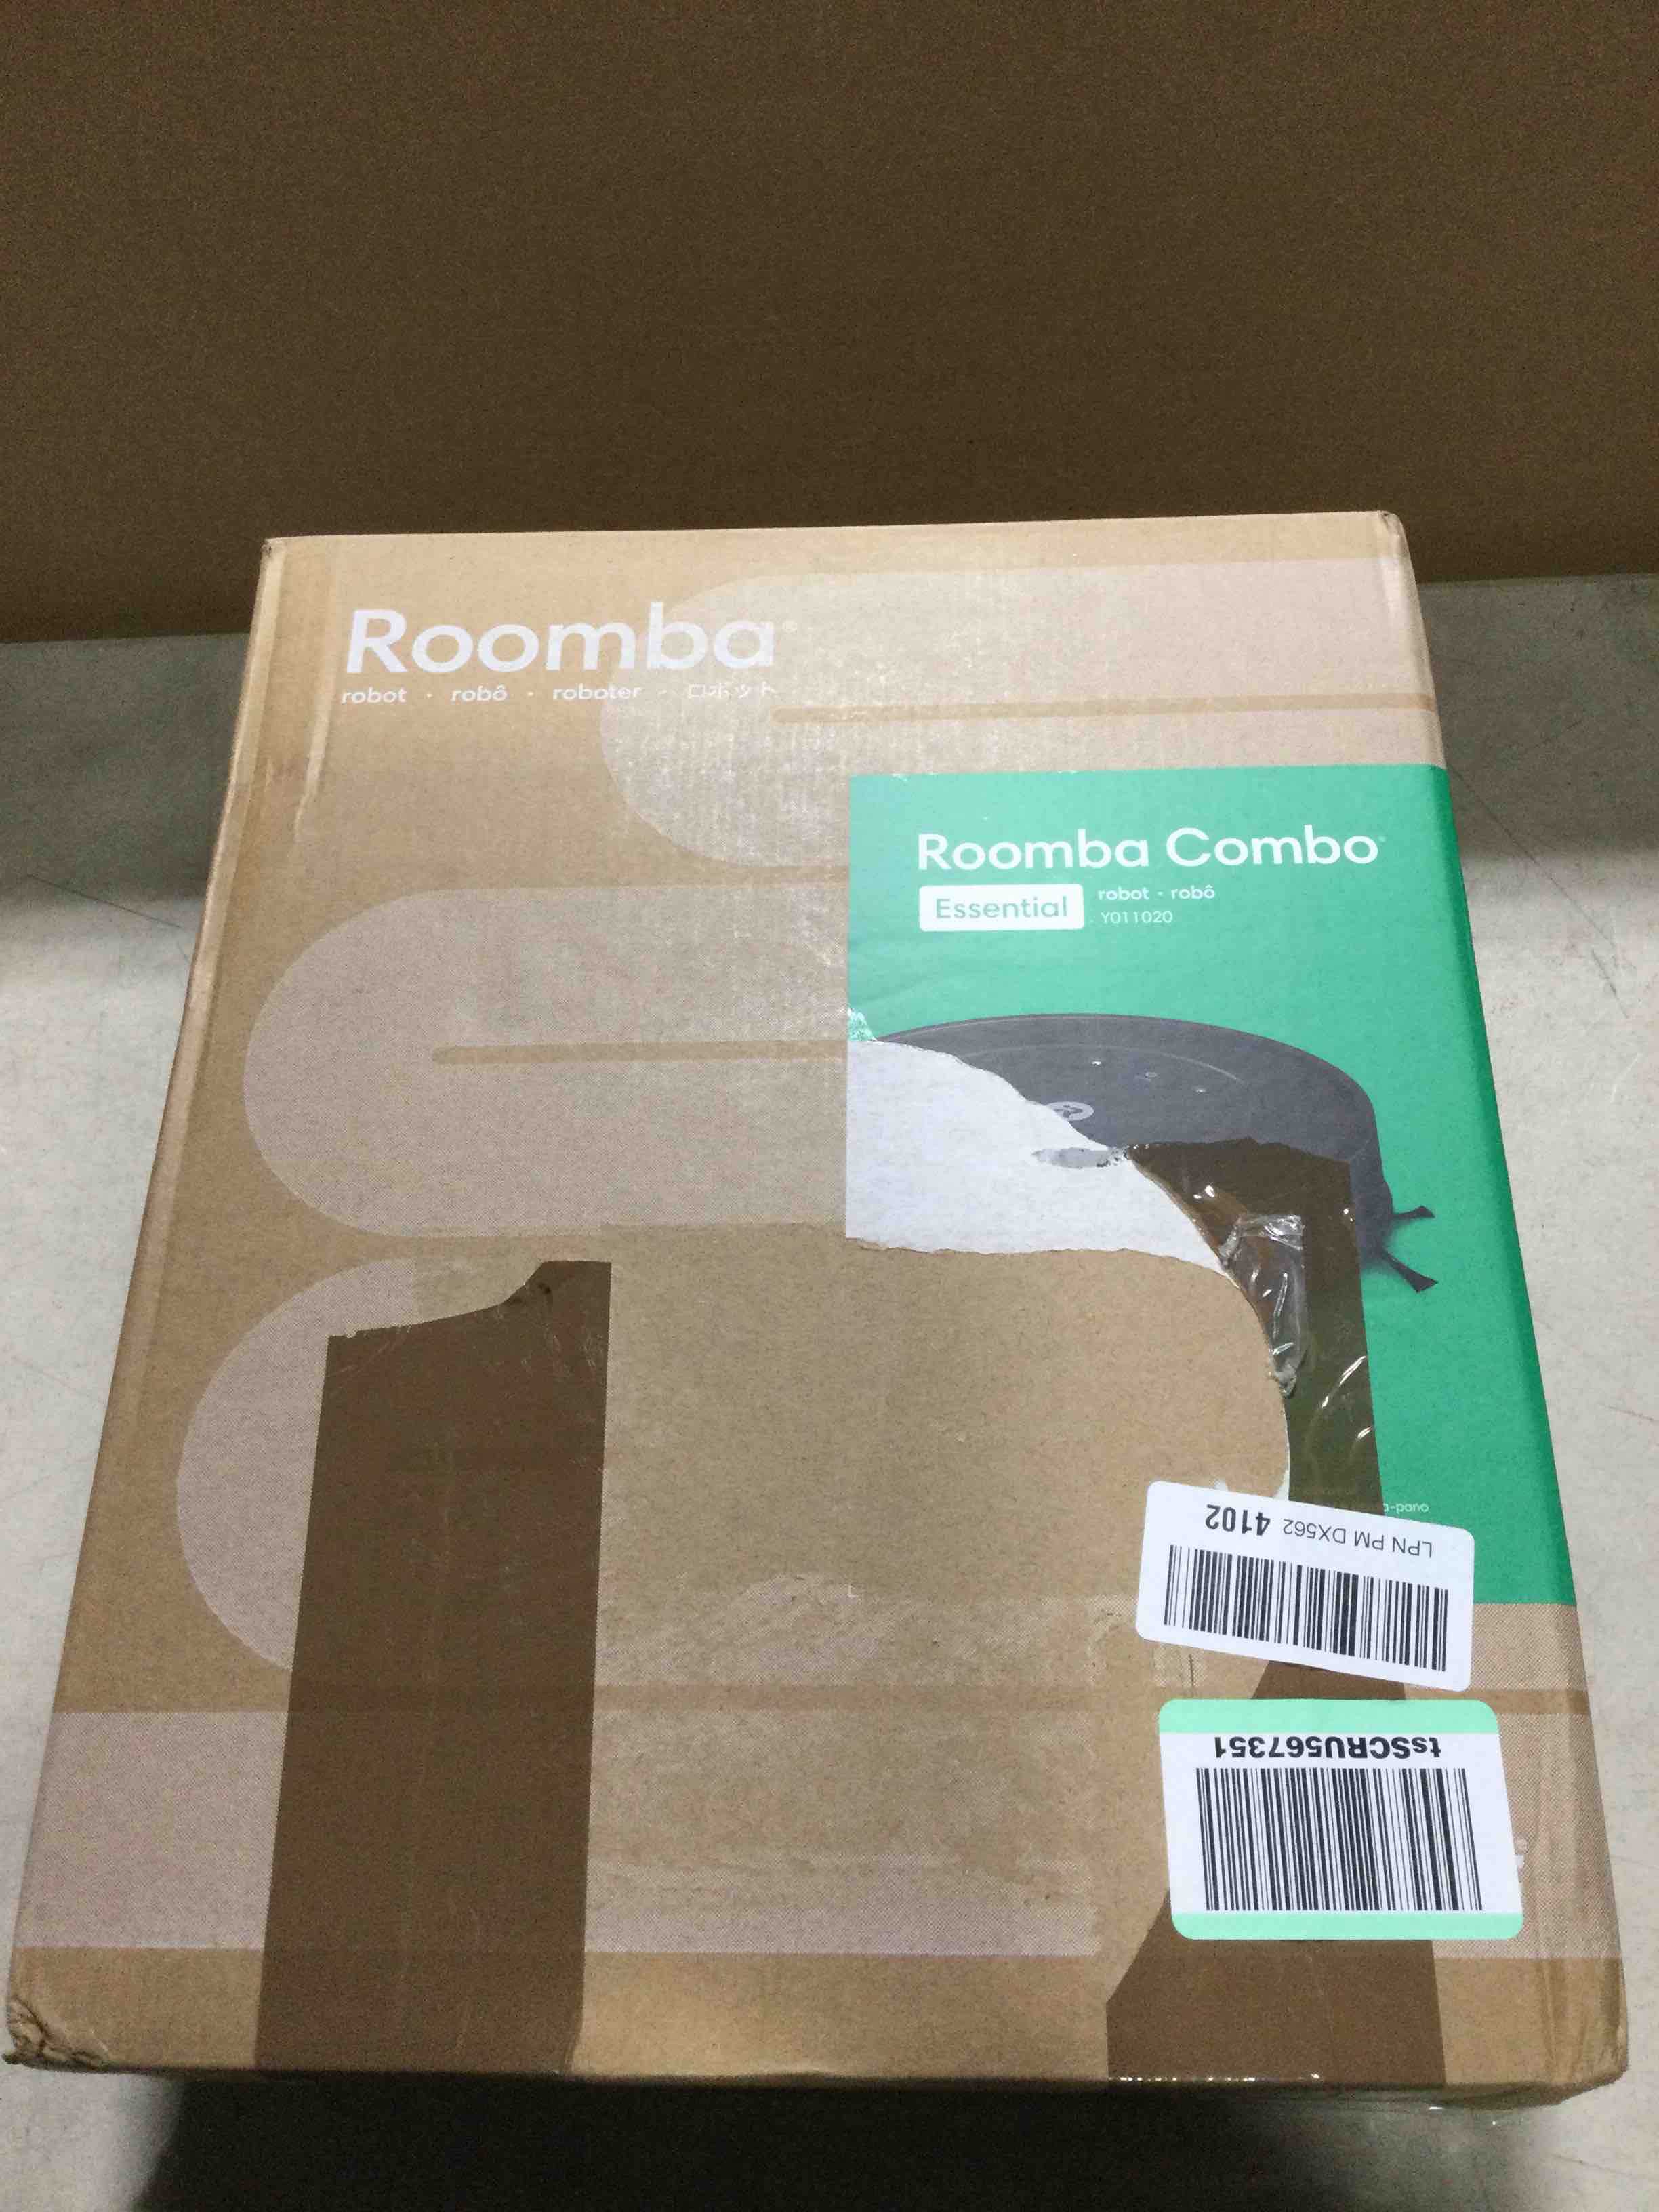 Roomba®
robot · robô · roboter · ロボット
Roomba Combo®
Essential
robot · robô
Y011020
a-pano
LPN PM DX562 4102
tsSCRU567351